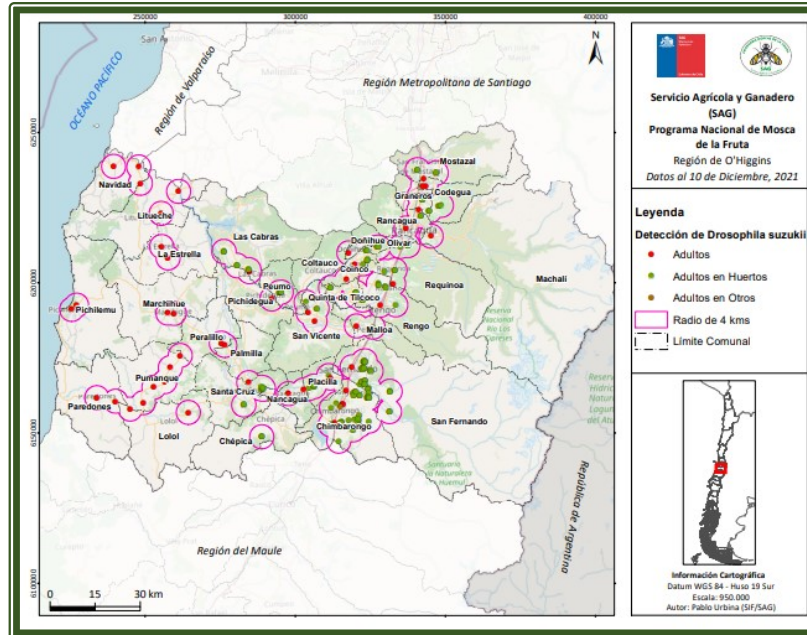 250000
300000
350000
400000
OCÉANO PACÍFICO
Región de Valparaíso
Región Metropolitana de Santiago
República de Argentina
Región del Maule
6250000
6200000
6150000
6100000
Navidad
Litueche
La Estrella
Las Cabras
Mostazal
Codegua
Graneros
Rancagua
Doñihue
Olivar
Coltauco
Coinco
Machalí
Requinoa
Peumo
Pichidegua
Quinta de Tilcoco
Pichilemu
Marchihue
Malloa
Rengo
San Vicente
Peralillo
Palmilla
Pumanque
Placilla
Santa Cruz
Nancagua
Paredones
San Fernando
Chimbarongo
Lolol
Chépica
0 15 30 km
N
SAG
Servicio Agrícola y Ganadero
(SAG)
Programa Nacional de Mosca
de la Fruta
Región de O'Higgins
Datos al 10 de Diciembre, 2021
Leyenda
Detección de Drosophila suzukii
Adultos
Adultos en Huertos
Adultos en Otros
Radio de 4 kms
Límite Comunal
Información Cartográfica
Datum WGS 84 - Huso 19 Sur
Escala: 950.000
Autor: Pablo Urbina (SIF/SAG)